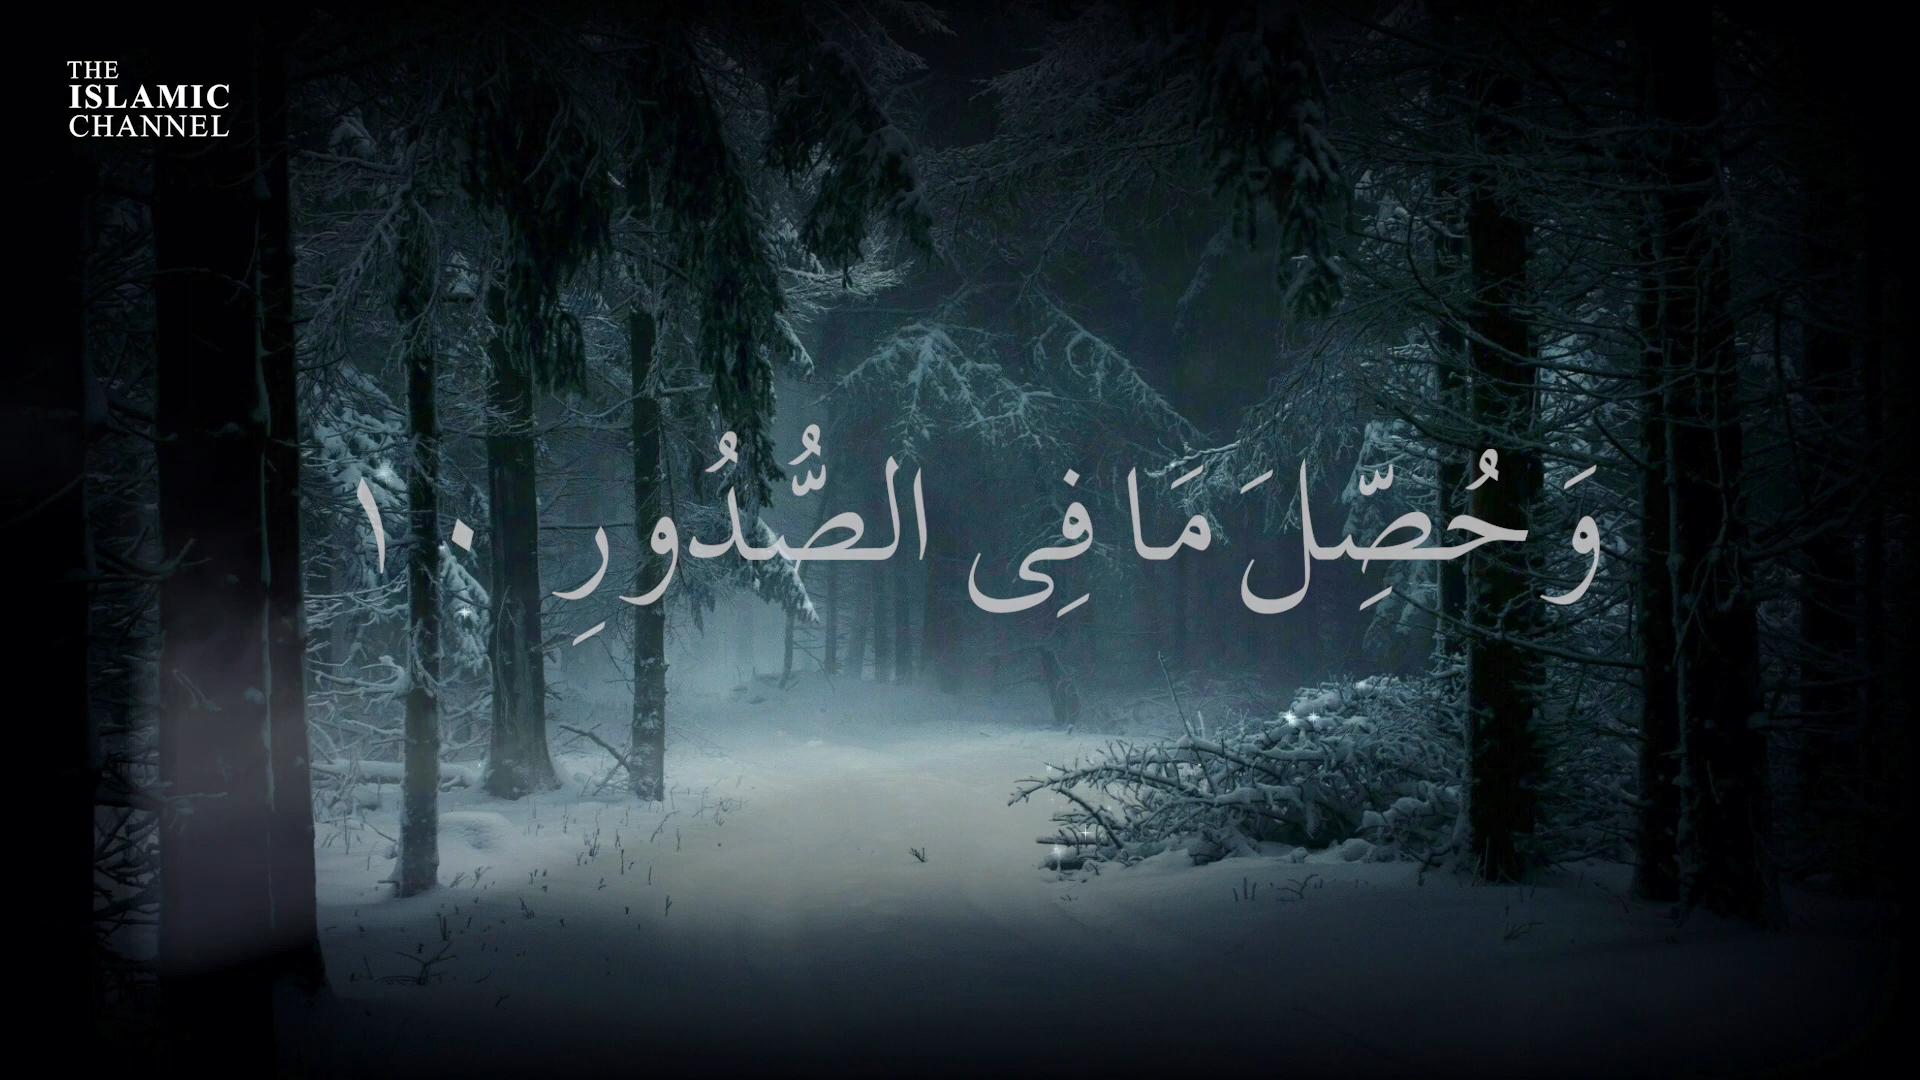 THE
ISLAMIC
CHANNEL
وَحُصِّلَ مَا فِى الصُّدُورِ ١٠